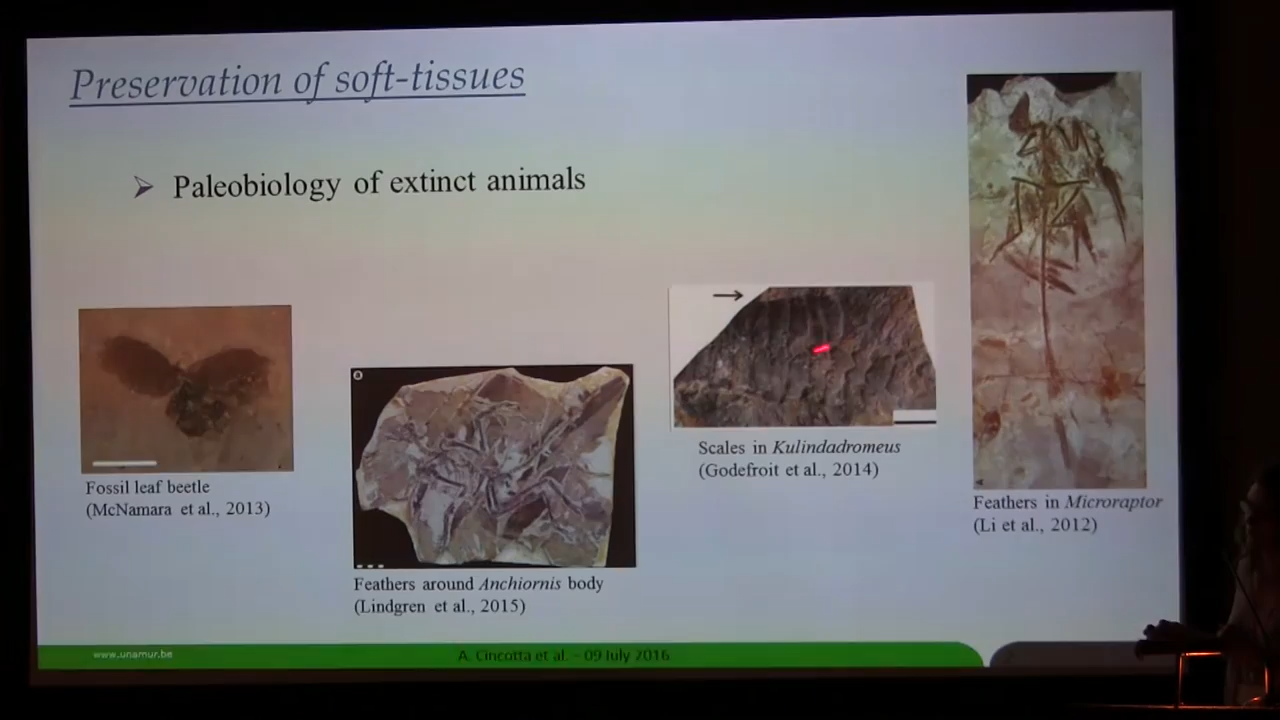 Preservation of soft-tissues
Paleobiology of extinct animals
Fossil leaf beetle
(McNamara et al., 2013)
Feathers around Anchiornis body
(Lindgren et al., 2015)
Scales in Kulindadromeus
(Godefroit et al., 2014)
Feathers in Microraptor
(Li et al., 2012)
www.unamur.be
A. Cincotta et al. – 09 July 2016